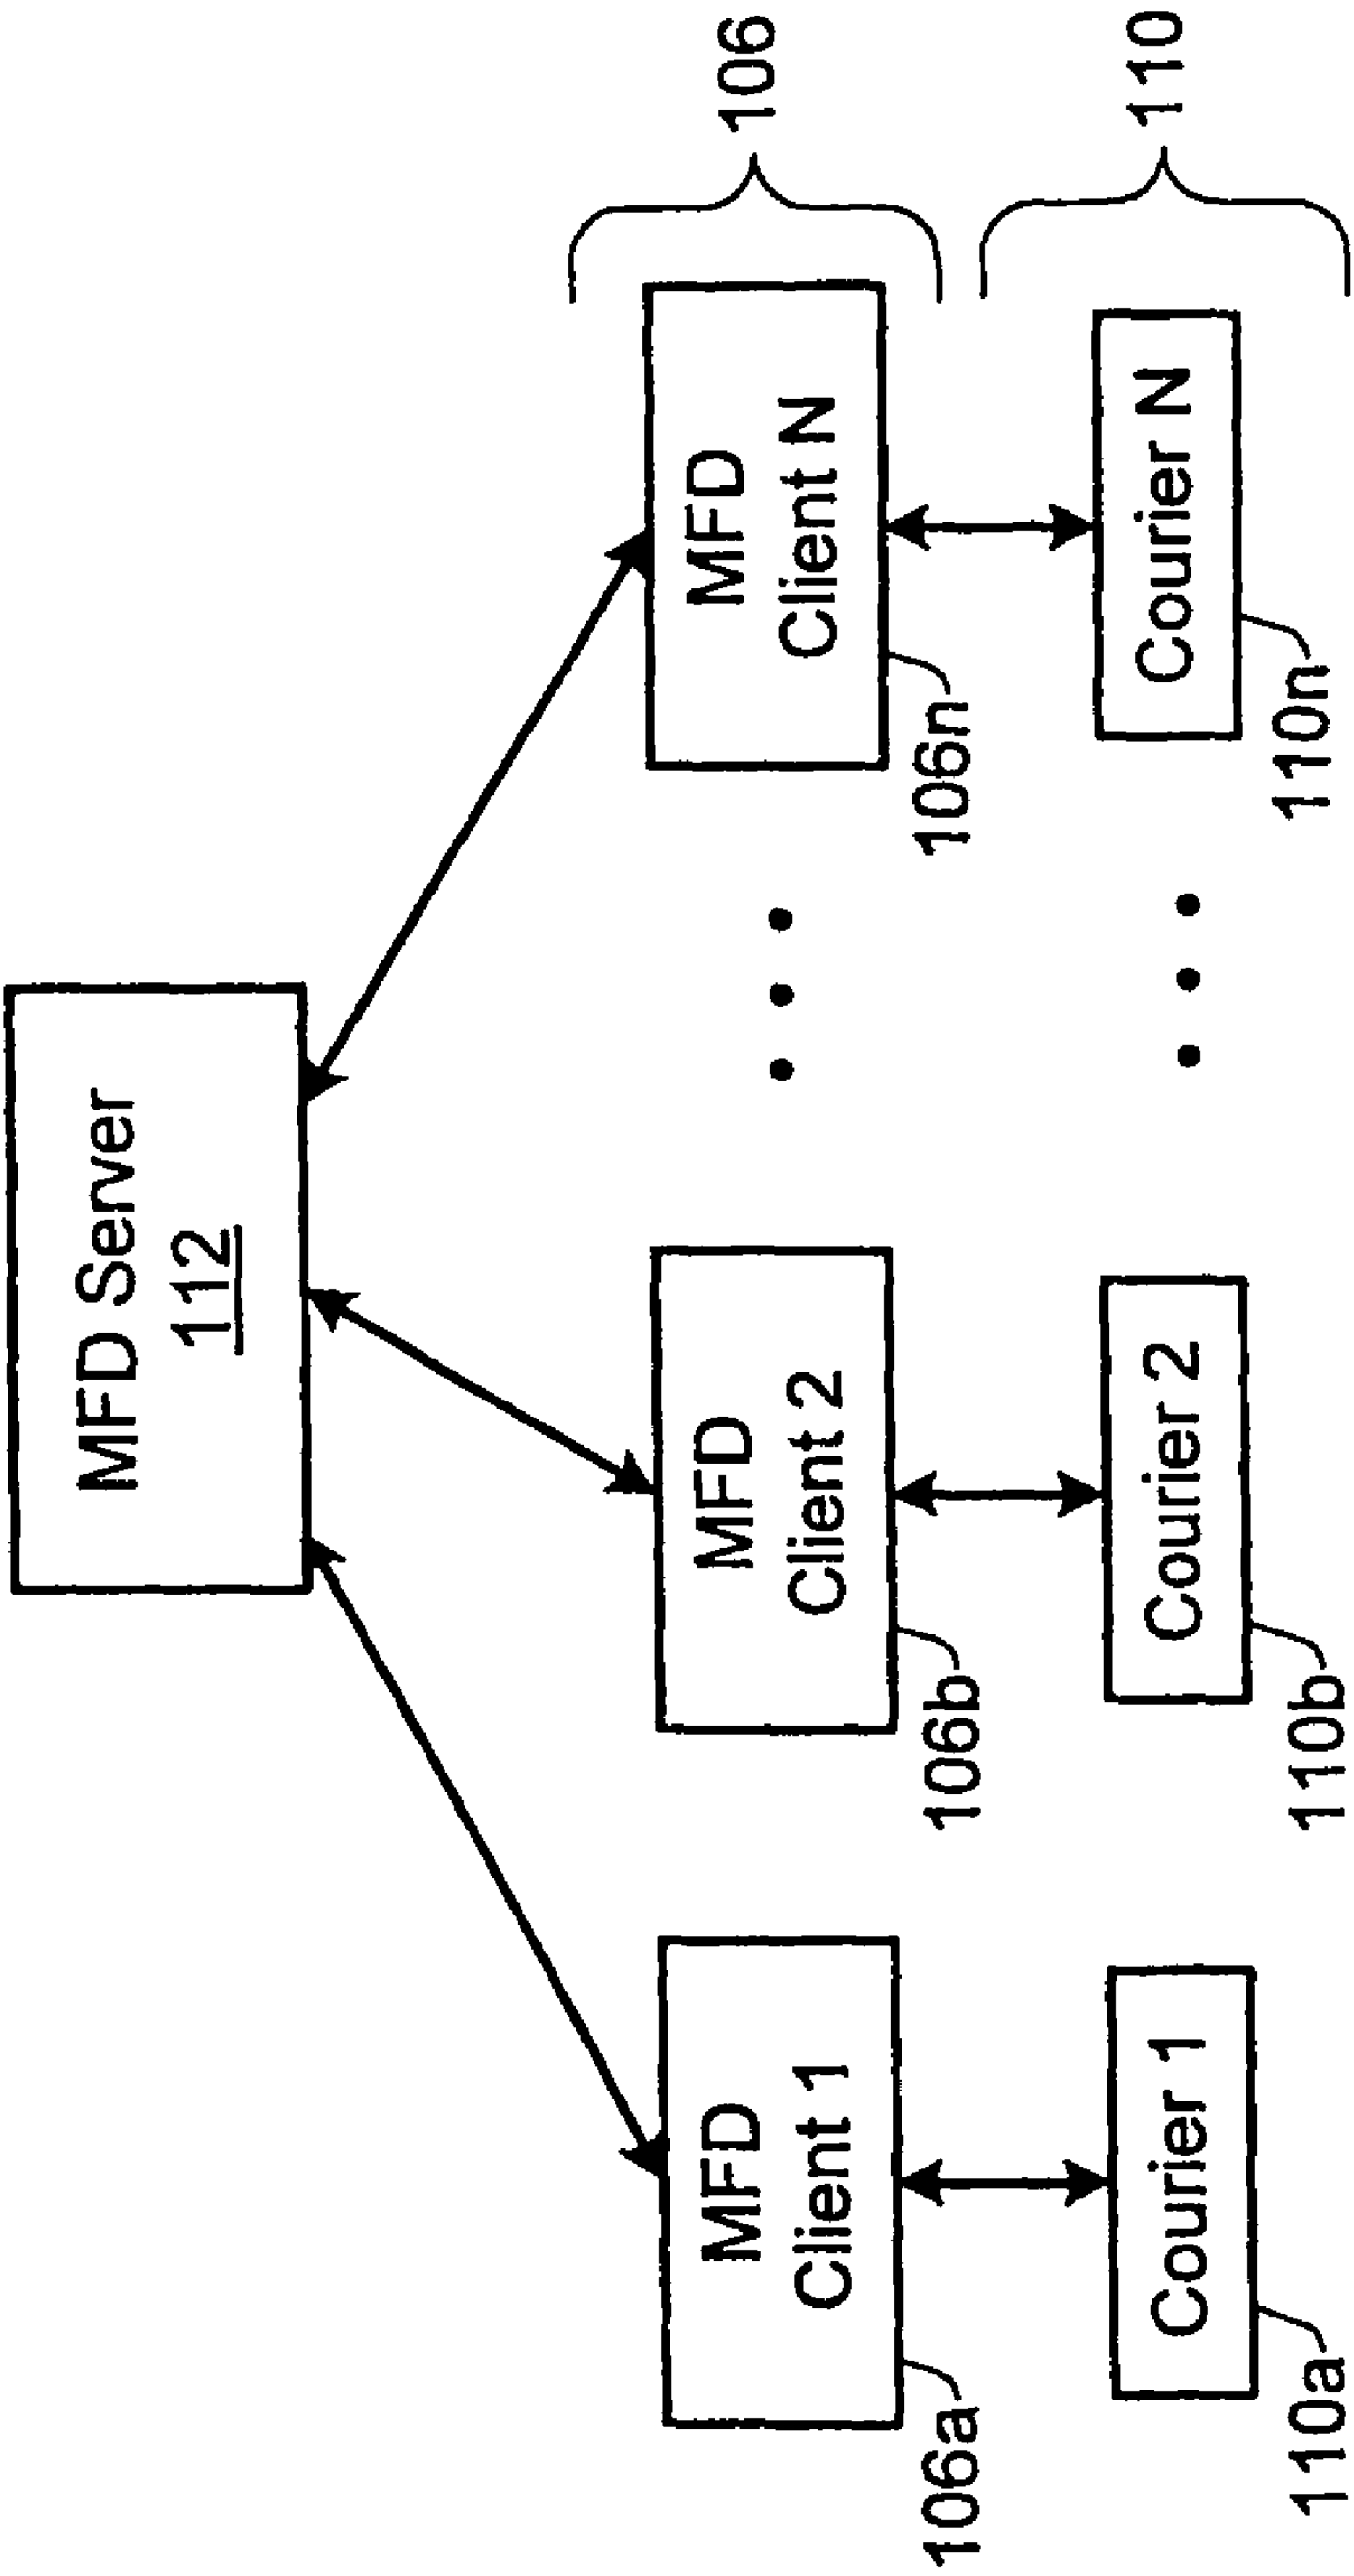 MFD Server
112
MFD
Client 1
MFD
Client 2
MFD
Client N
106
106a
106b
106n
Courier 1
Courier 2
Courier N
110
110a
110b
110n